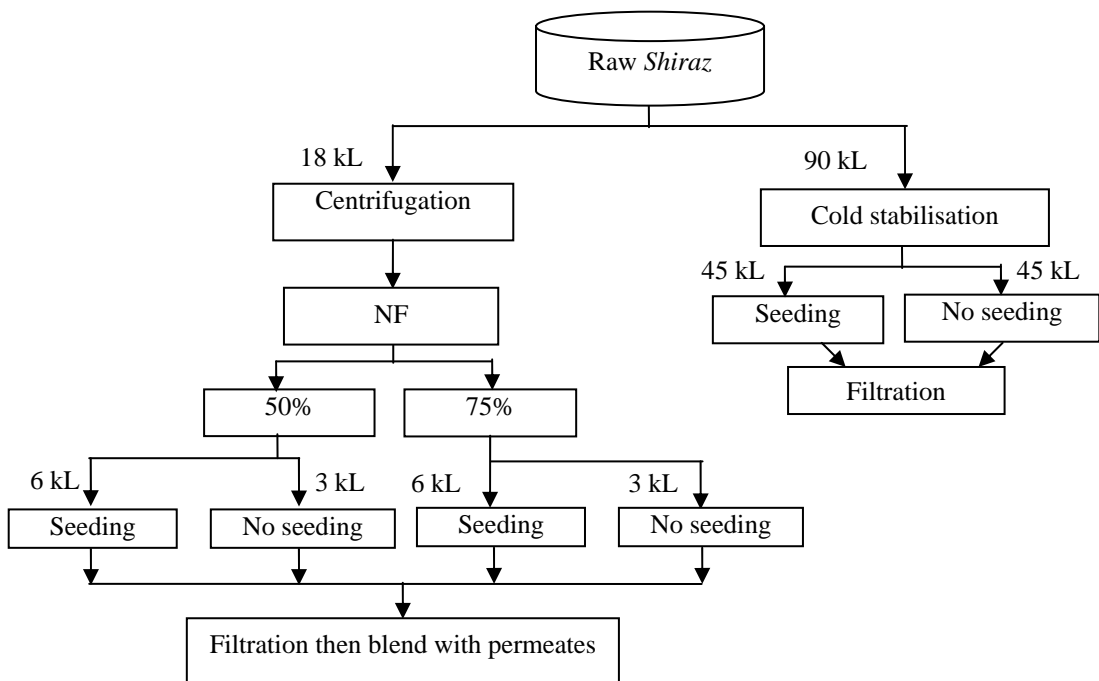 Raw Shiraz
18 kL
90 kL
Centrifugation
Cold stabilisation
45 kL
45 kL
NF
Seeding
No seeding
50%
75%
Filtration
6 kL
3 kL
6 kL
3 kL
Seeding
No seeding
Seeding
No seeding
Filtration then blend with permeates